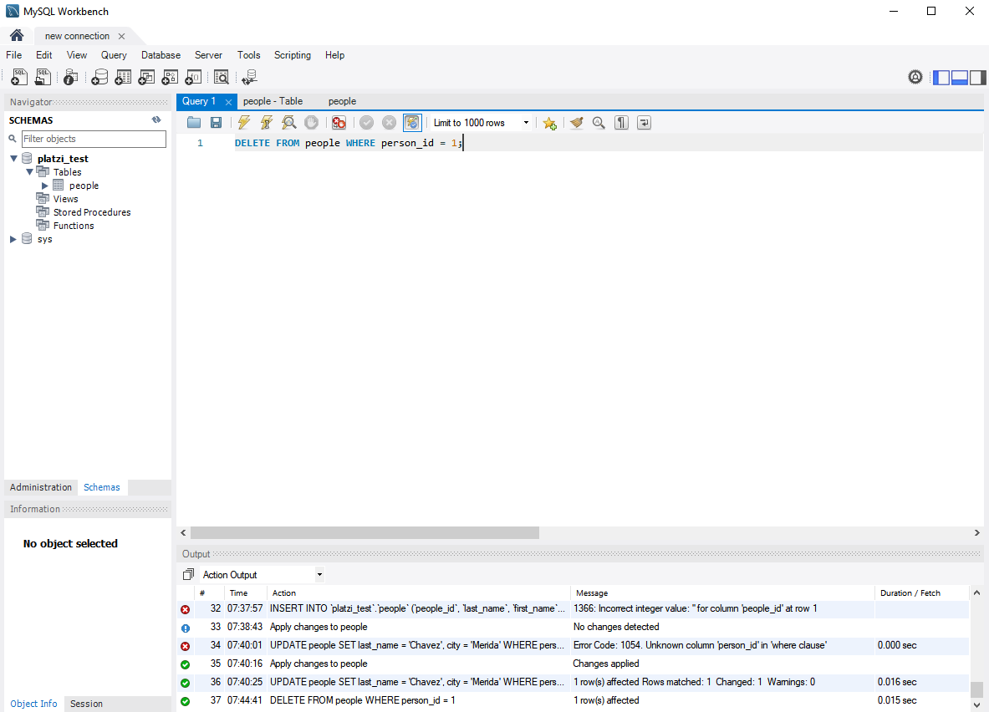 MySQL Workbench
new connection
File Edit View Query Database Server Tools Scripting Help
Navigator
SCHEMAS
Filter objects
platzi_test
Tables
people
Views
Stored Procedures
Functions
sys
Administration Schemas
Information
No object selected
Object Info Session
Query 1 people - Table people
Limit to 1000 rows
1 DELETE FROM people WHERE person_id = 1;
Output
Action Output
# Time Action Message Duration / Fetch
32 07:37:57 INSERT INTO `platzi_test`.`people` (`people_id`, `last_name`, `first_name`... 1366: Incorrect integer value: '' for column 'people_id' at row 1
33 07:38:43 Apply changes to people No changes detected
34 07:40:01 UPDATE people SET last_name = 'Chavez', city = 'Merida' WHERE pers... Error Code: 1054. Unknown column 'person_id' in 'where clause' 0.000 sec
35 07:40:16 Apply changes to people Changes applied
36 07:40:25 UPDATE people SET last_name = 'Chavez', city = 'Merida' WHERE pers... 1 row(s) affected Rows matched: 1 Changed: 1 Warnings: 0 0.016 sec
37 07:44:41 DELETE FROM people WHERE person_id = 1 1 row(s) affected 0.015 sec